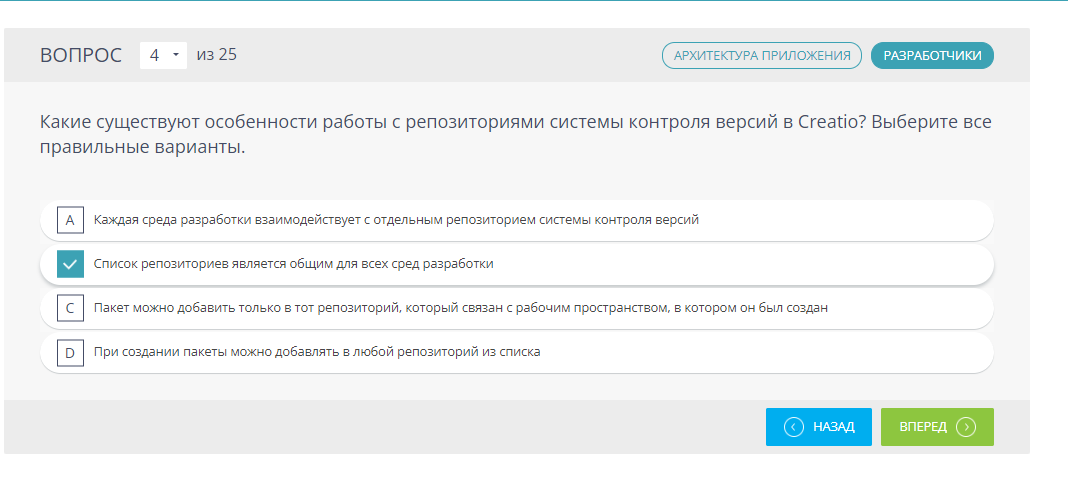 ВОПРОС 4 из 25 АРХИТЕКТУРА ПРИЛОЖЕНИЯ РАЗРАБОТЧИКИ
Какие существуют особенности работы с репозиториями системы контроля версий в Creatio? Выберите все
правильные варианты.
A Каждая среда разработки взаимодействует с отдельным репозиторием системы контроля версий
Список репозиториев является общим для всех сред разработки
C Пакет можно добавить только в тот репозиторий, который связан с рабочим пространством, в котором он был создан
D При создании пакеты можно добавлять в любой репозиторий из списка
НАЗАД ВПЕРЕД